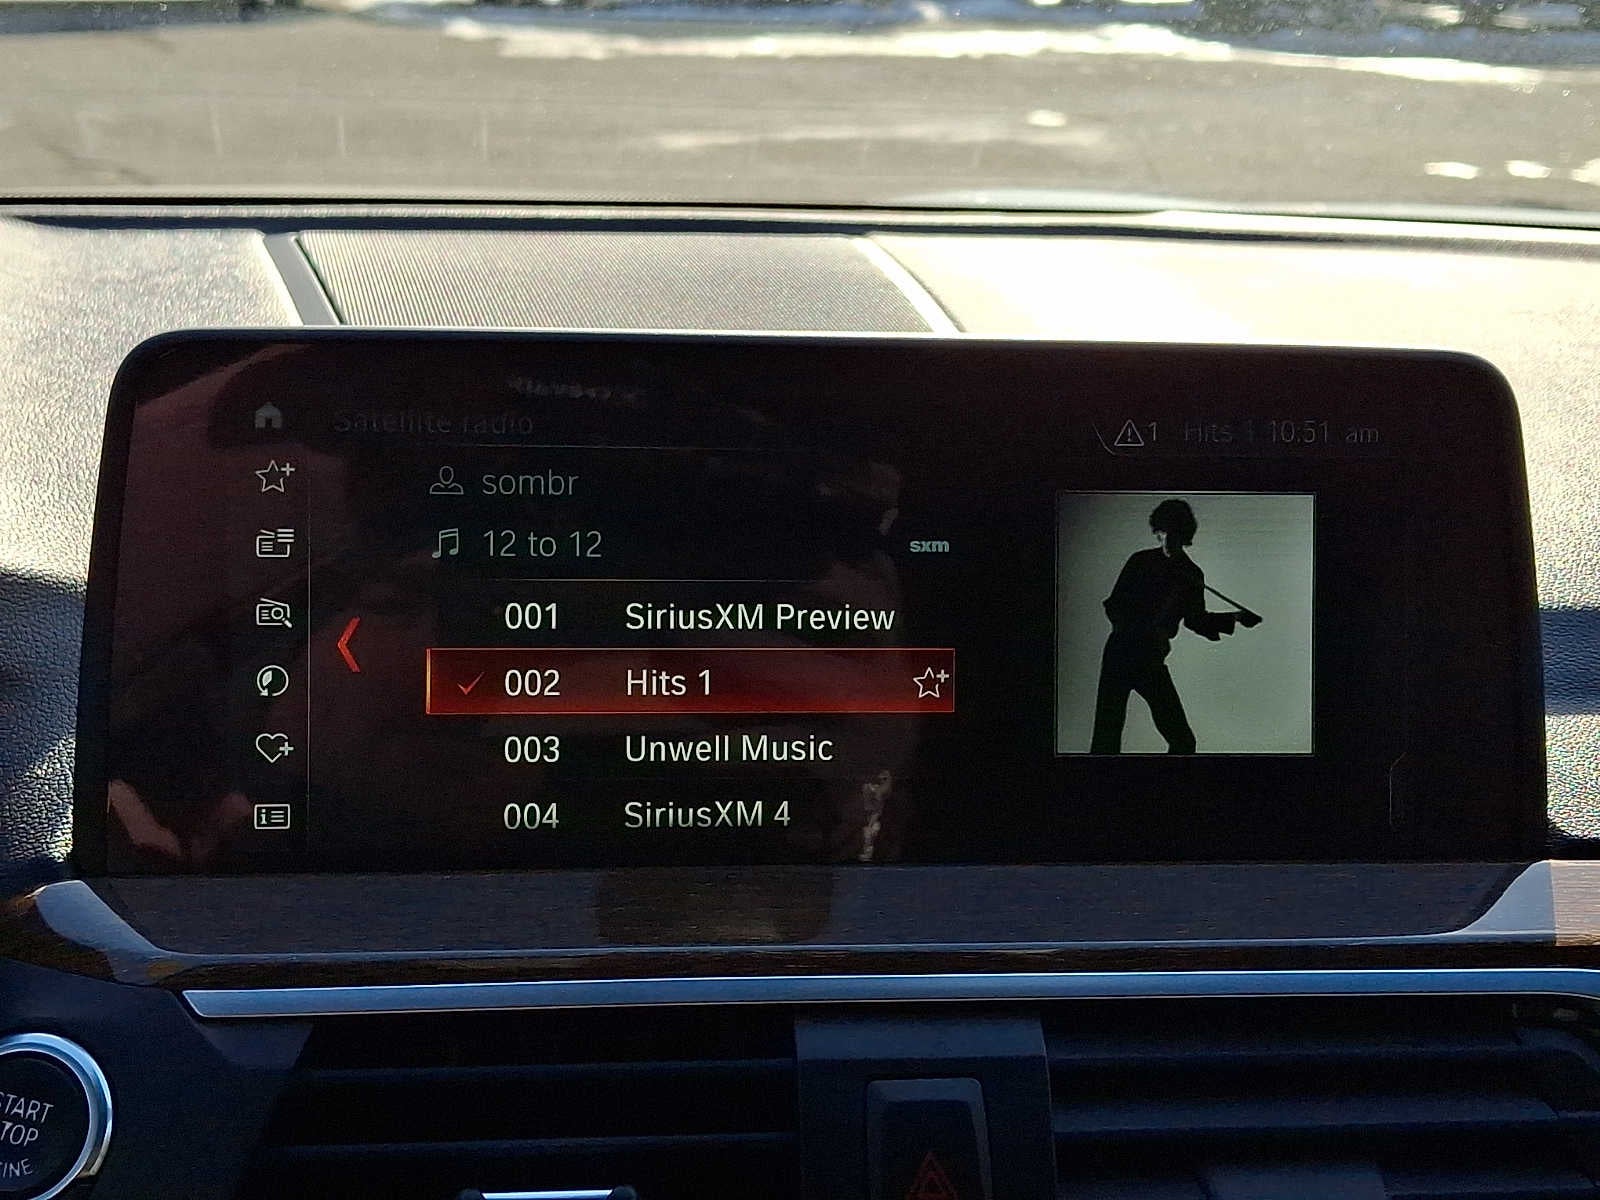 Satellite radio
1 Hits 1 10:51 am
sombr
12 to 12
sxm
001 SiriusXM Preview
002 Hits 1
003 Unwell Music
004 SiriusXM 4
START
STOP